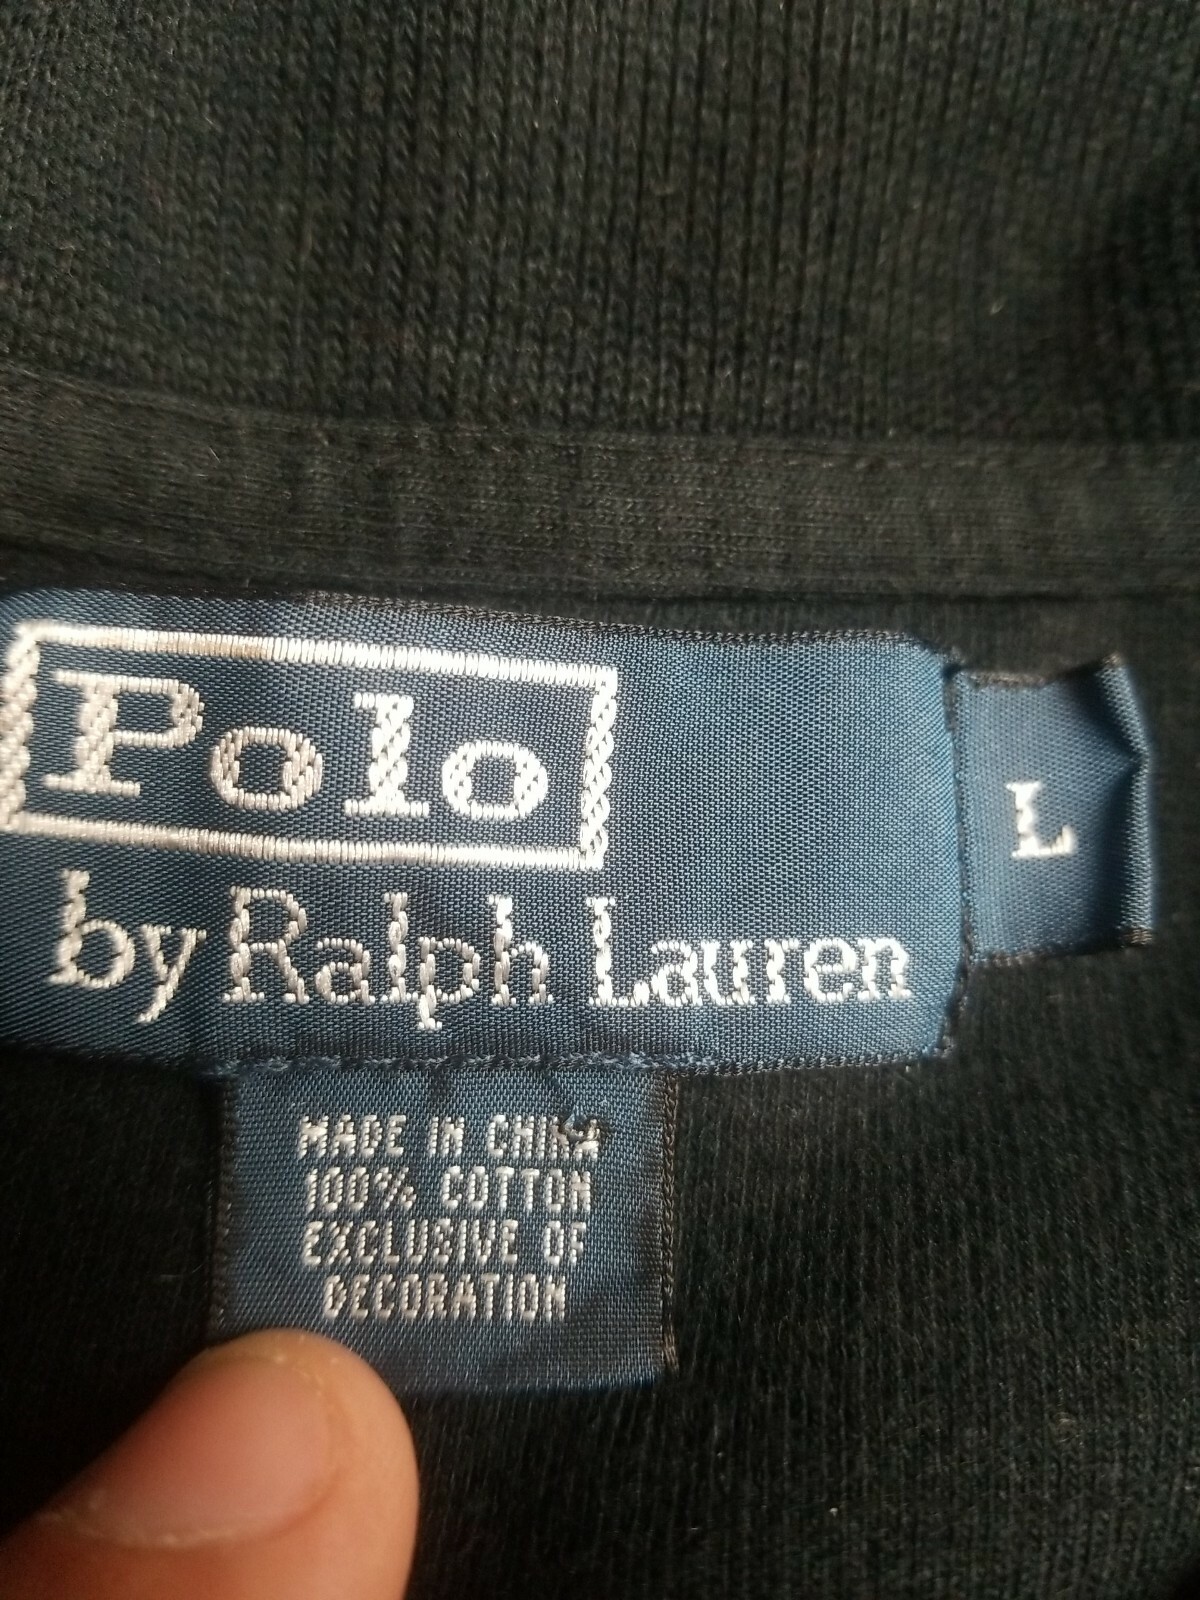 Polo
by Ralph Lauren
L
MADE IN CHINA
100% COTTON
EXCLUSIVE OF
DECORATION